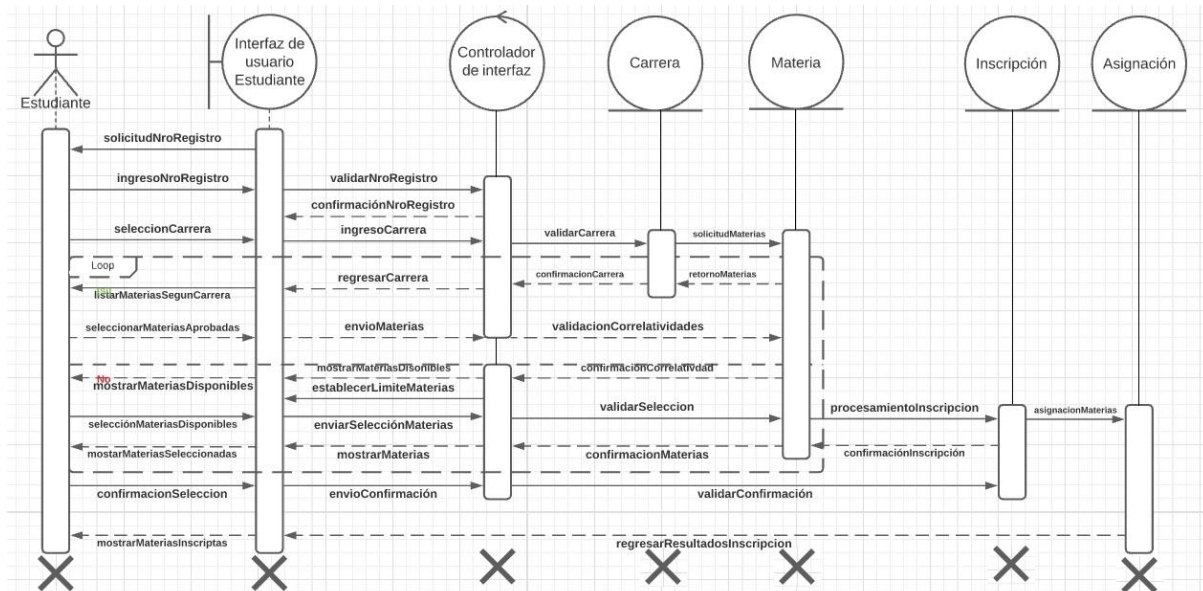 Estudiante
Interfaz de
usuario
Estudiante
Controlador
de interfaz
Carrera
Materia
Inscripción
Asignación
solicitudNroRegistro
ingresoNroRegistro
validarNroRegistro
confirmaciónNroRegistro
seleccionCarrera
ingresoCarrera
validarCarrera
solicitudMaterias
Loop
regresarCarrera
confirmacionCarrera
retornoMaterias
listarMateriasSegunCarrera
seleccionarMateriasAprobadas
envioMaterias
validacionCorrelatividades
mostrarMateriasDisonibles
confirmaciónCorrelatividad
No
mostrarMateriasDisponibles
establecerLimiteMaterias
selecciónMateriasDisponibles
enviarSelecciónMaterias
validarSeleccion
procesamientoInscripcion
asignacionMaterias
mostarMateriasSeleccionadas
mostrarMaterias
confirmacionMaterias
confirmaciónInscripción
confirmacionSeleccion
envioConfirmación
validarConfirmación
mostrarMateriasInscriptas
regresarResultadosInscripcion